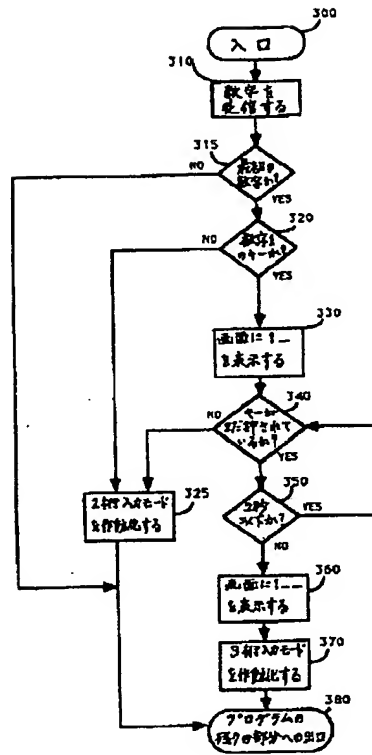 300
入口
310
数字を
受信する
315
最初の
数字か?
NO
YES
320
数字1
のキーか?
NO
YES
330
画面に1_
を表示する
340
キーが
まだ押されて
いるか?
NO
YES
325
2桁入力モード
を作動化する
350
2秒
以下か?
YES
NO
360
画面に1__
を表示する
370
3桁入力モード
を作動化する
380
プログラムの
残りの部分への出口